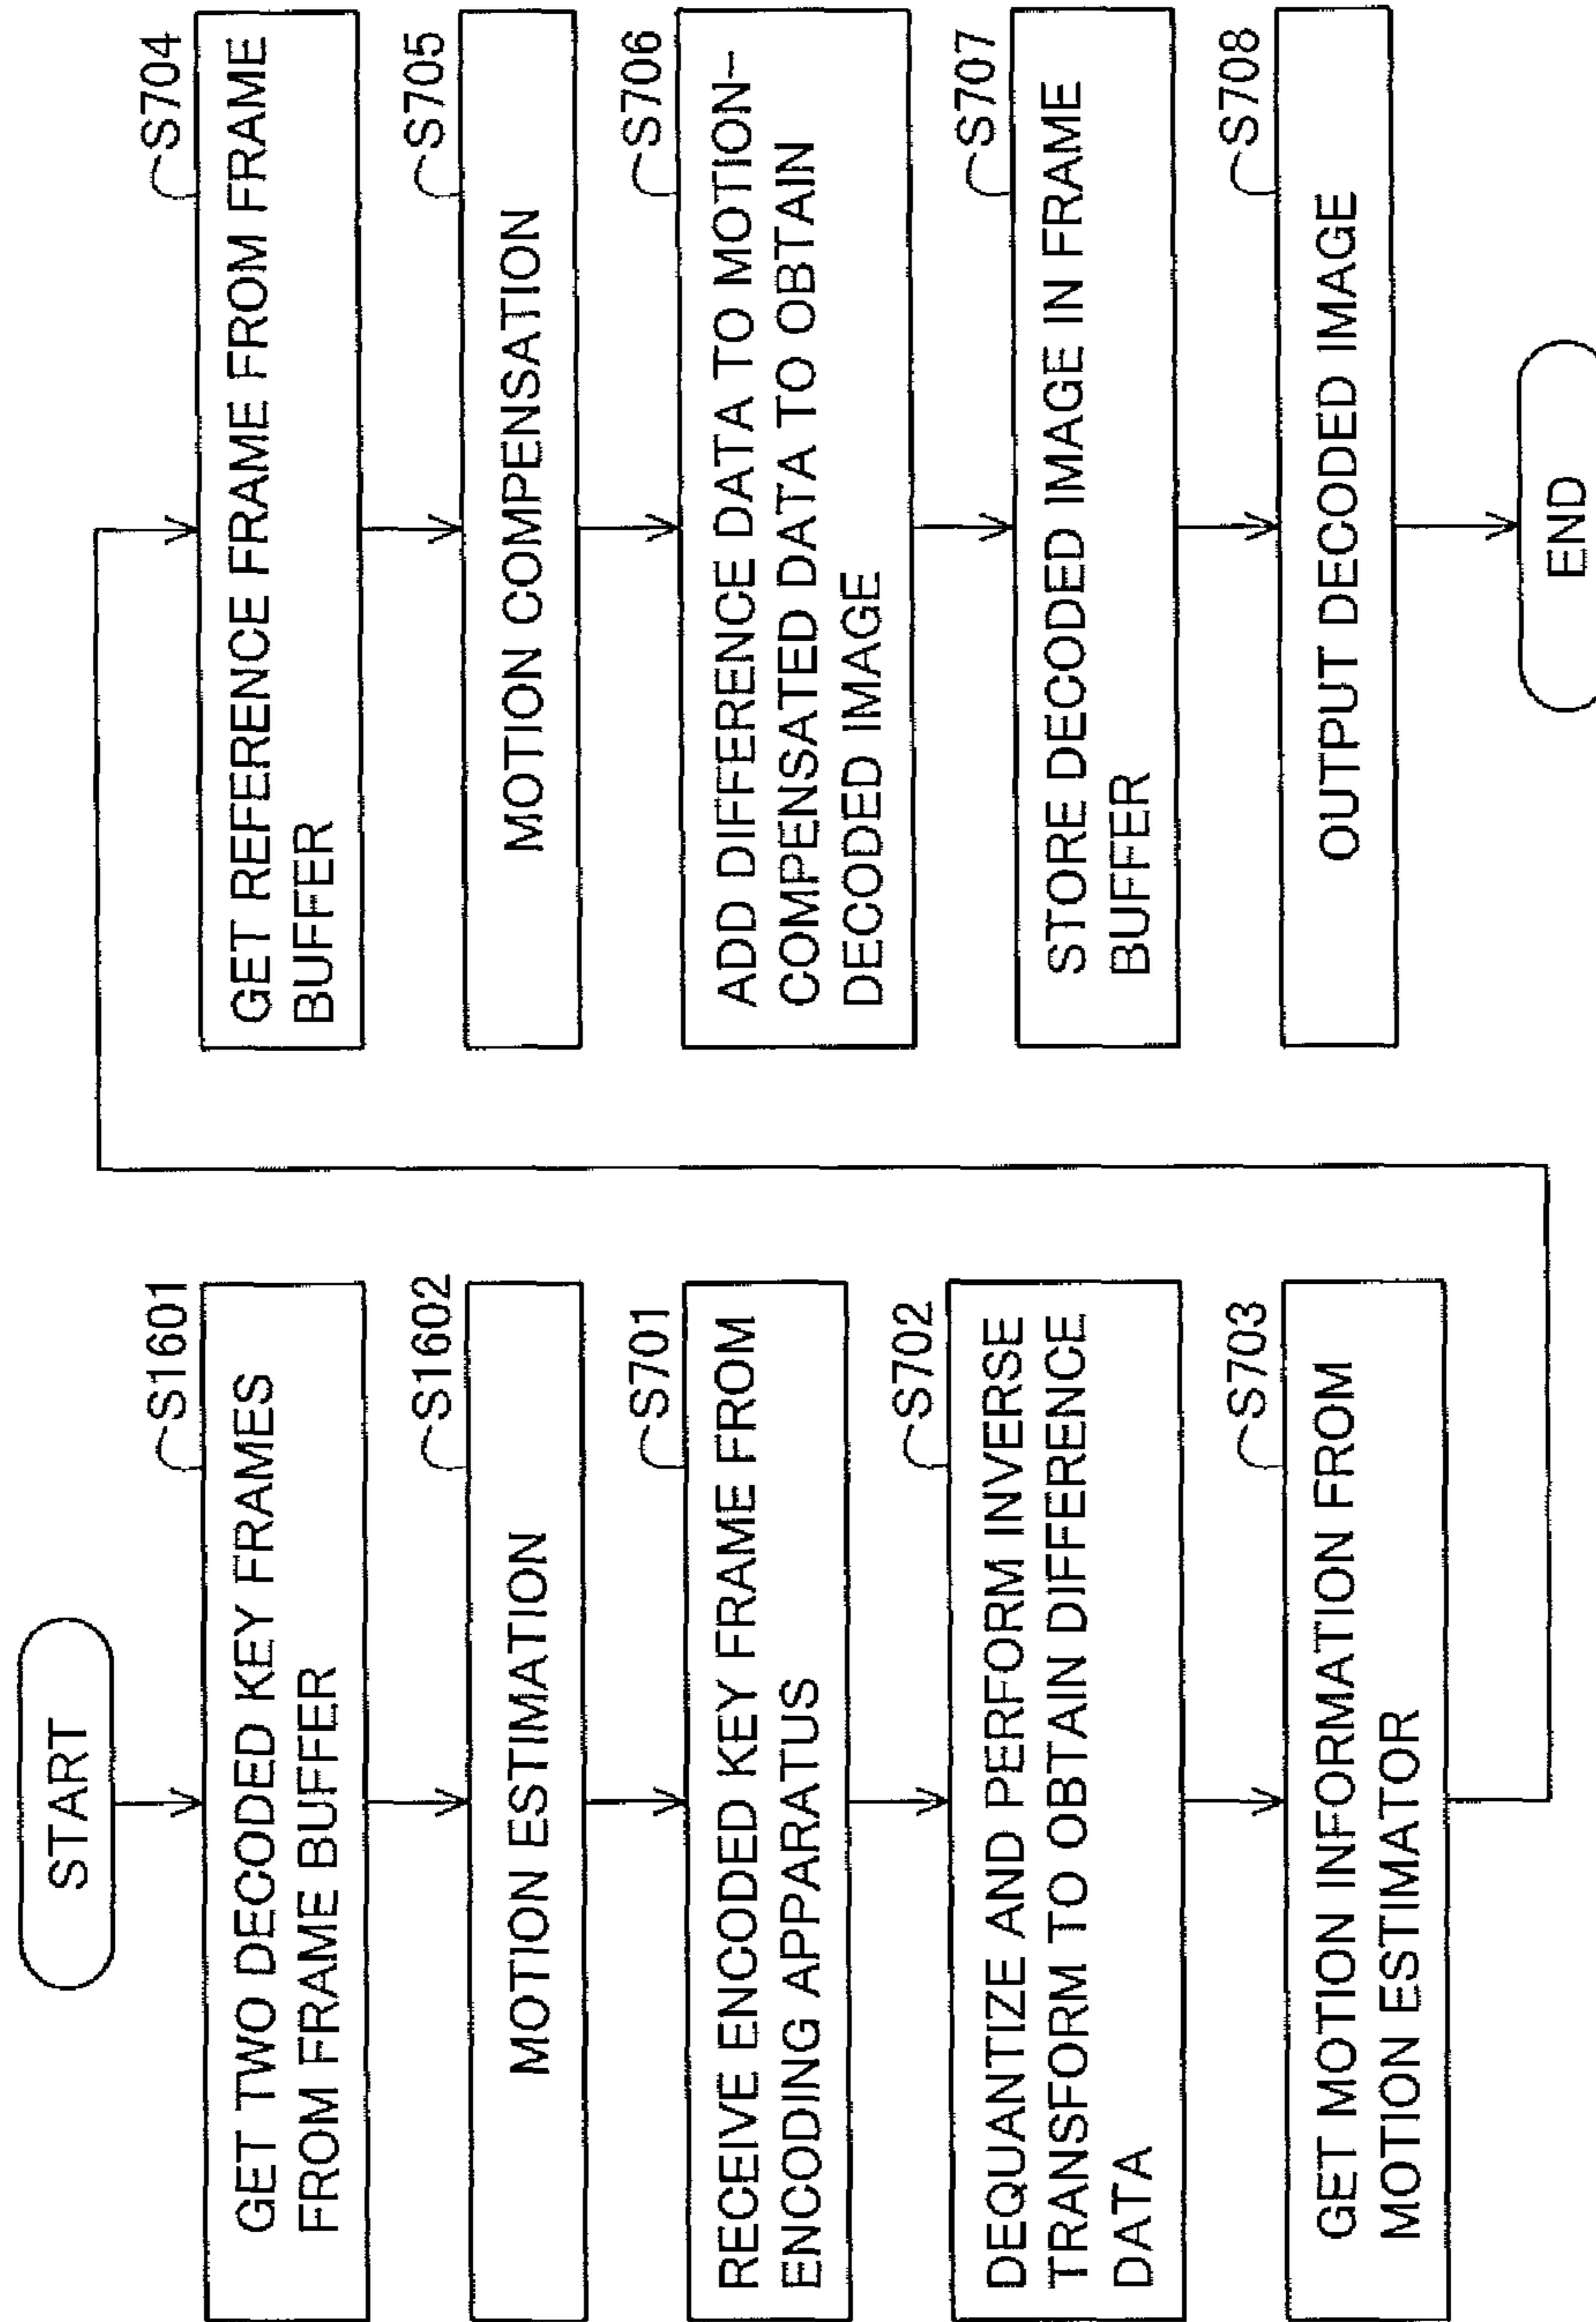 START
S1601
GET TWO DECODED KEY FRAMES
FROM FRAME BUFFER
S1602
MOTION ESTIMATION
S701
RECEIVE ENCODED KEY FRAME FROM
ENCODING APPARATUS
S702
DEQUANTIZE AND PERFORM INVERSE
TRANSFORM TO OBTAIN DIFFERENCE
DATA
S703
GET MOTION INFORMATION FROM
MOTION ESTIMATOR
S704
GET REFERENCE FRAME FROM FRAME
BUFFER
S705
MOTION COMPENSATION
S706
ADD DIFFERENCE DATA TO MOTION-
COMPENSATED DATA TO OBTAIN
DECODED IMAGE
S707
STORE DECODED IMAGE IN FRAME
BUFFER
S708
OUTPUT DECODED IMAGE
END